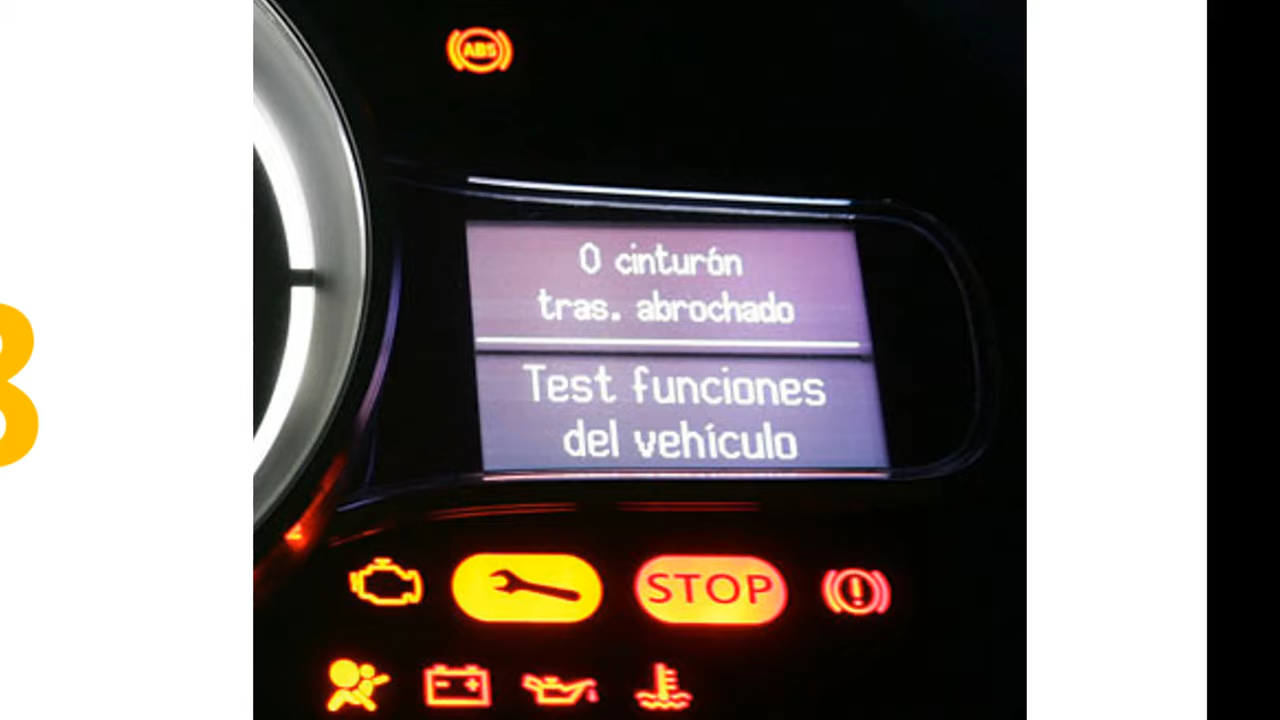 ABS
0 cinturón
tras. abrochado
Test funciones
del vehículo
STOP